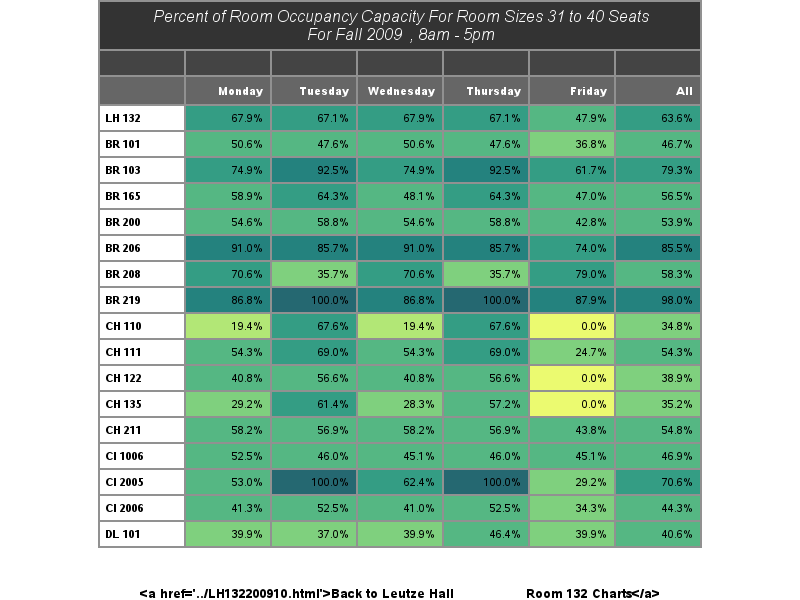 Percent of Room Occupancy Capacity For Room Sizes 31 to 40 Seats
For Fall 2009 , 8am - 5pm
Monday Tuesday Wednesday Thursday Friday All
LH 132 67.9% 67.1% 67.9% 67.1% 47.9% 63.6%
BR 101 50.6% 47.6% 50.6% 47.6% 36.8% 46.7%
BR 103 74.9% 92.5% 74.9% 92.5% 61.7% 79.3%
BR 165 58.9% 64.3% 48.1% 64.3% 47.0% 56.5%
BR 200 54.6% 58.8% 54.6% 58.8% 42.8% 53.9%
BR 206 91.0% 85.7% 91.0% 85.7% 74.0% 85.5%
BR 208 70.6% 35.7% 70.6% 35.7% 79.0% 58.3%
BR 219 86.8% 100.0% 86.8% 100.0% 87.9% 98.0%
CH 110 19.4% 67.6% 19.4% 67.6% 0.0% 34.8%
CH 111 54.3% 69.0% 54.3% 69.0% 24.7% 54.3%
CH 122 40.8% 56.6% 40.8% 56.6% 0.0% 38.9%
CH 135 29.2% 61.4% 28.3% 57.2% 0.0% 35.2%
CH 211 58.2% 56.9% 58.2% 56.9% 43.8% 54.8%
CI 1006 52.5% 46.0% 45.1% 46.0% 45.1% 46.9%
CI 2005 53.0% 100.0% 62.4% 100.0% 29.2% 70.6%
CI 2006 41.3% 52.5% 41.0% 52.5% 34.3% 44.3%
DL 101 39.9% 37.0% 39.9% 46.4% 39.9% 40.6%
<a href='../LH132200910.html'>Back to Leutze Hall Room 132 Charts</a>